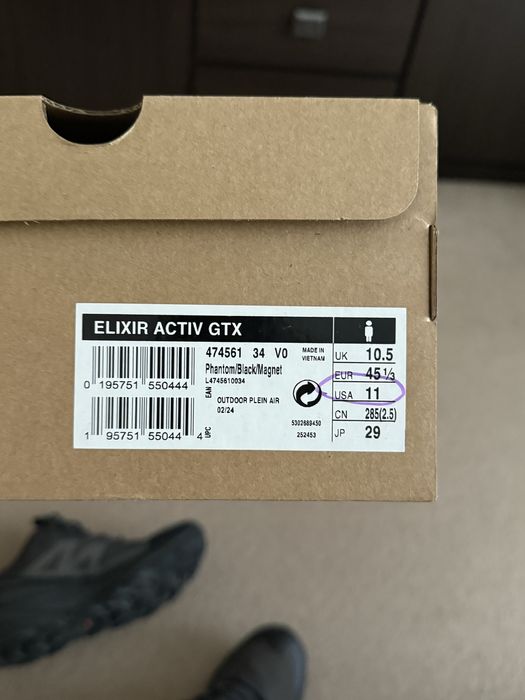 ELIXIR ACTIV GTX
0 195751 550444
EAN
1 95751 55044 4
UPC
474561 34 V0
MADE IN
VIETNAM
Phantom/Black/Magnet
L4745610034
OUTDOOR PLEIN AIR
02/24
5302689450
252453
UK 10.5
EUR 45 1/3
USA 11
CN 285(2.5)
JP 29